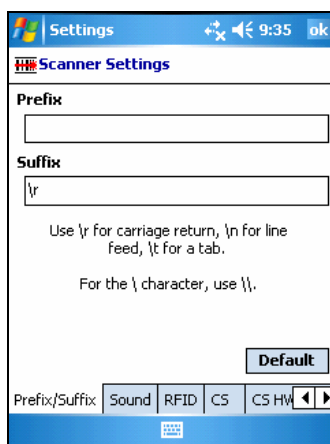 Settings 9:35 ok
Scanner Settings
Prefix
Suffix
\r
Use \r for carriage return, \n for line
feed, \t for a tab.
For the \ character, use \\.
Default
Prefix/Suffix Sound RFID CS CS HW